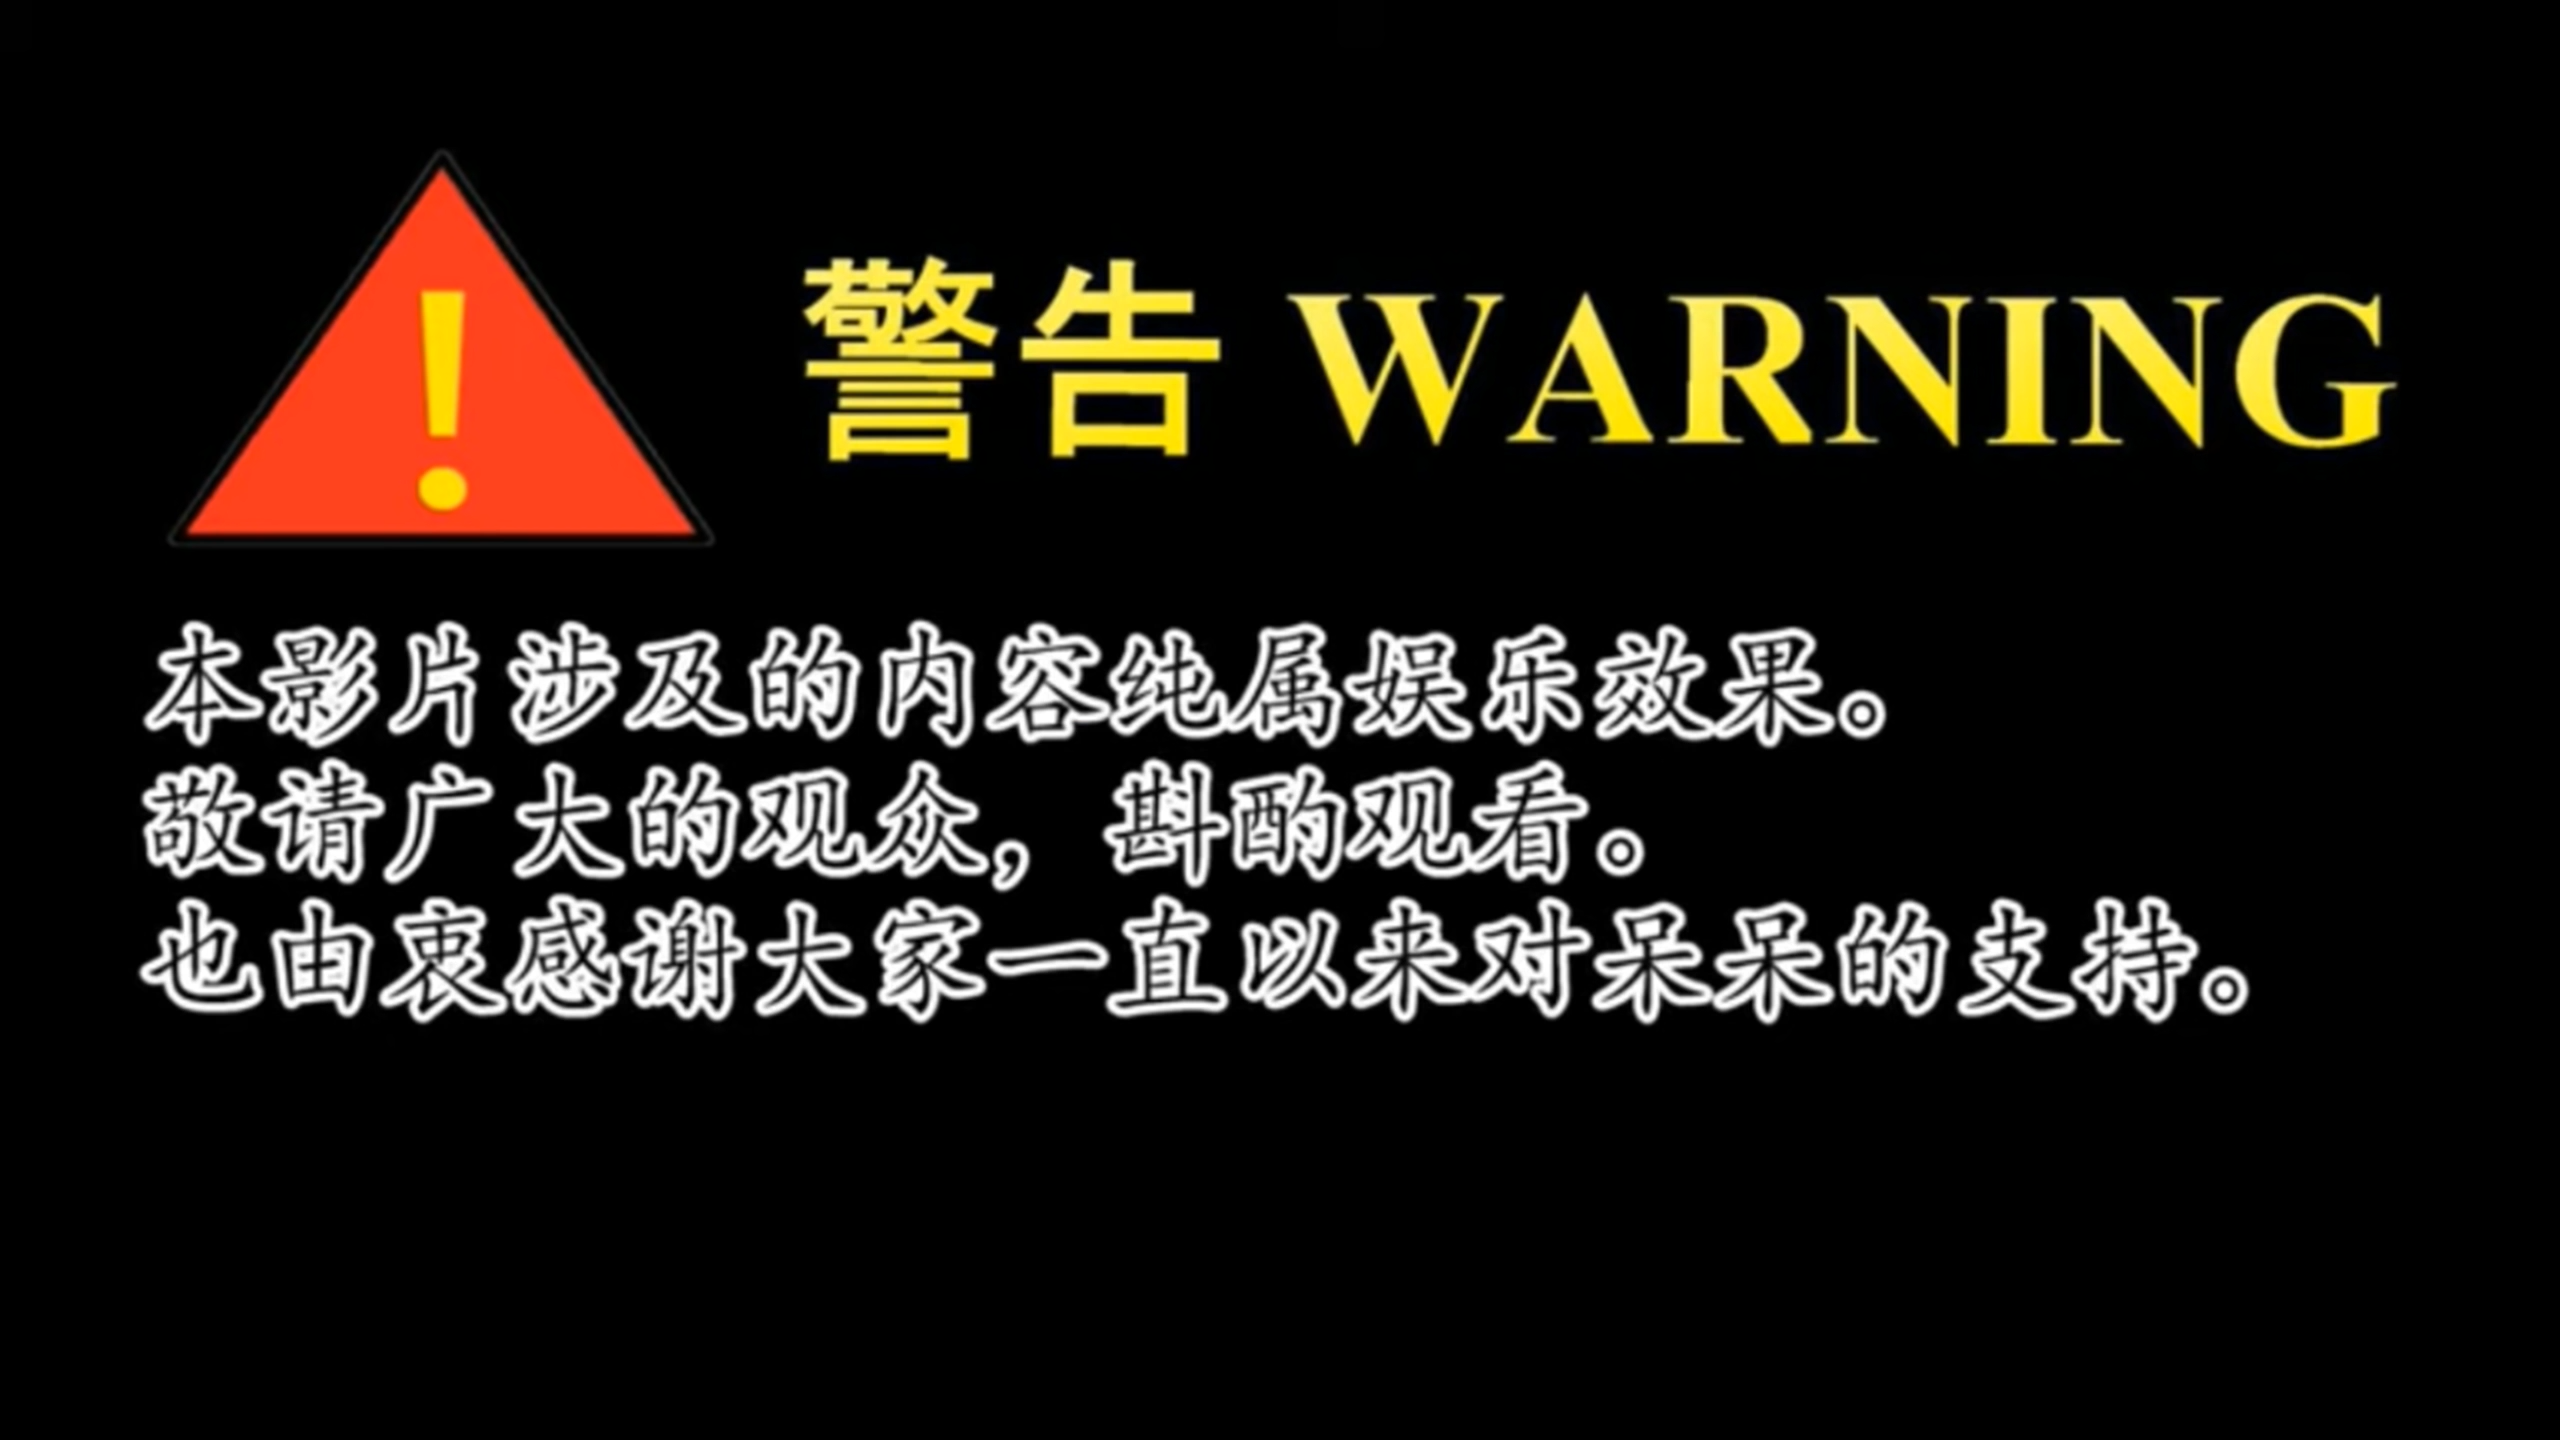 警告 WARNING
本影片涉及的内容纯属娱乐效果。
敬请广大的观众，斟酌观看。
也由衷感谢大家一直以来对呆呆的支持。